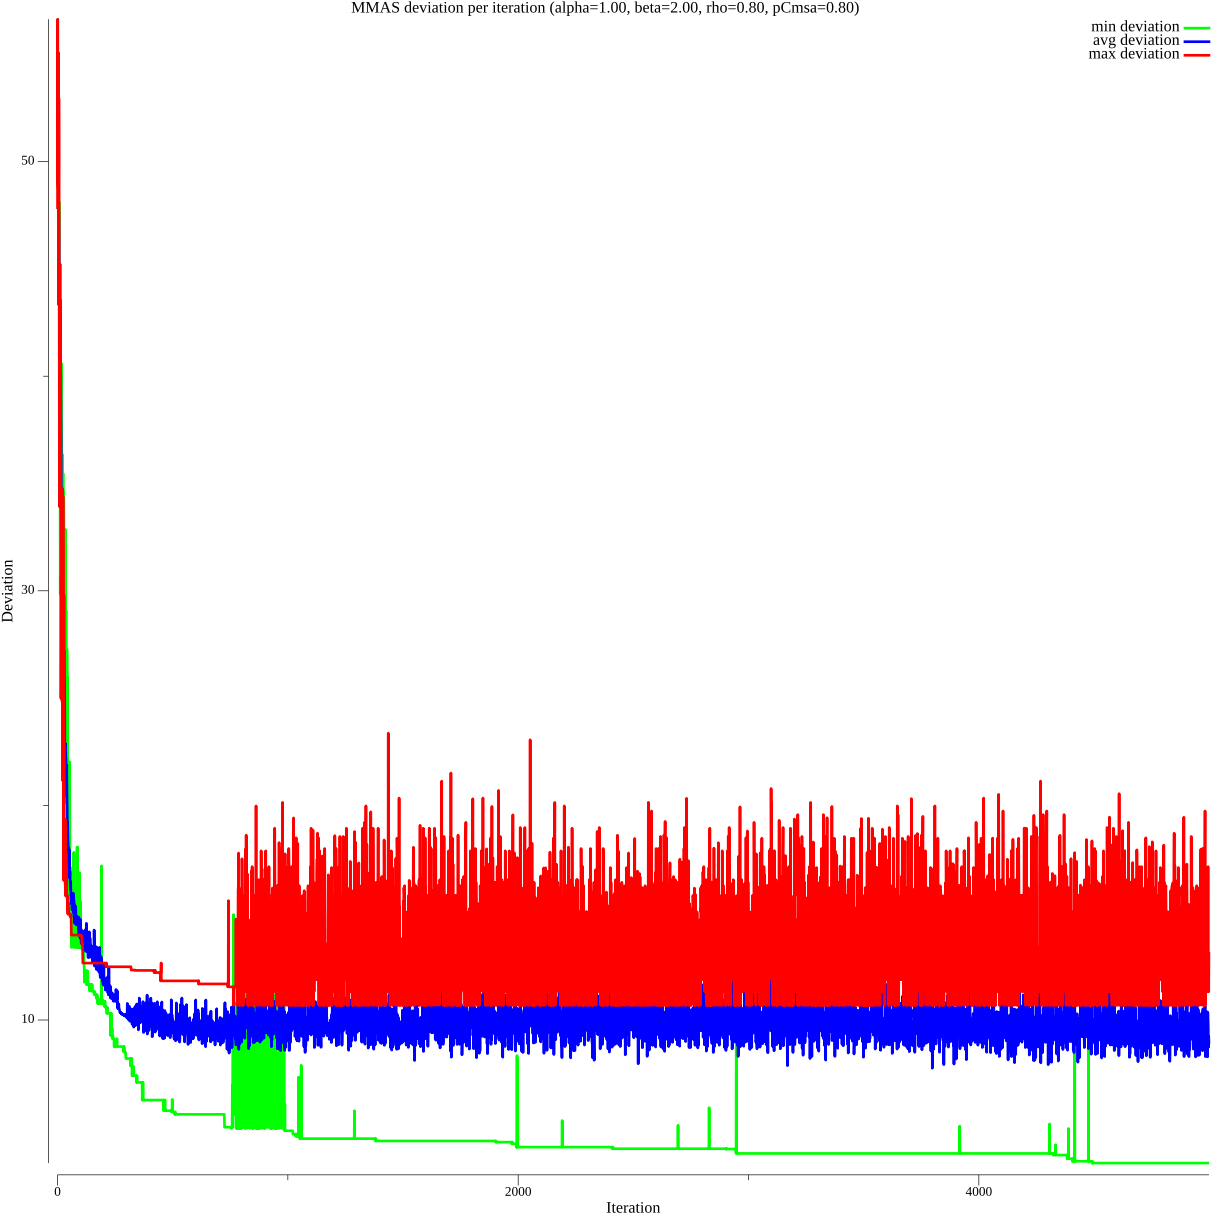 MMAS deviation per iteration (alpha=1.00, beta=2.00, rho=0.80, pCmsa=0.80)
min deviation
avg deviation
max deviation
50
30
10
Deviation
0
2000
4000
Iteration